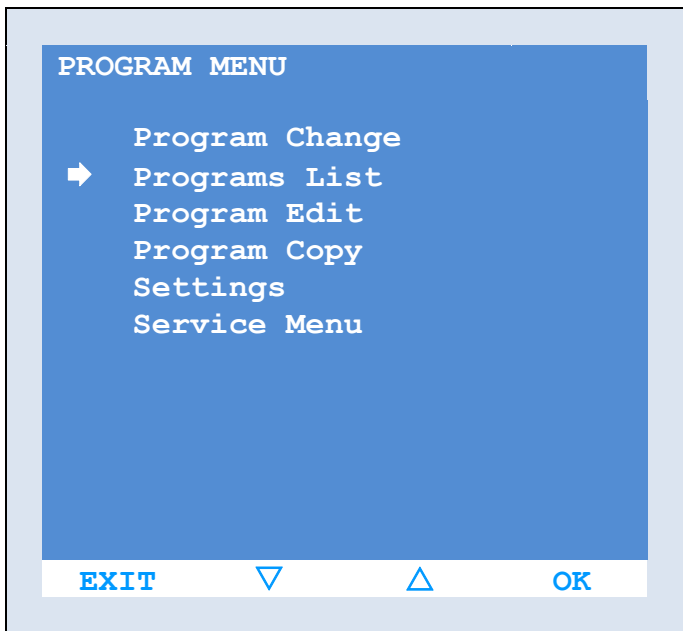 PROGRAM MENU
Program Change
Programs List
Program Edit
Program Copy
Settings
Service Menu
EXIT ▽ △ OK